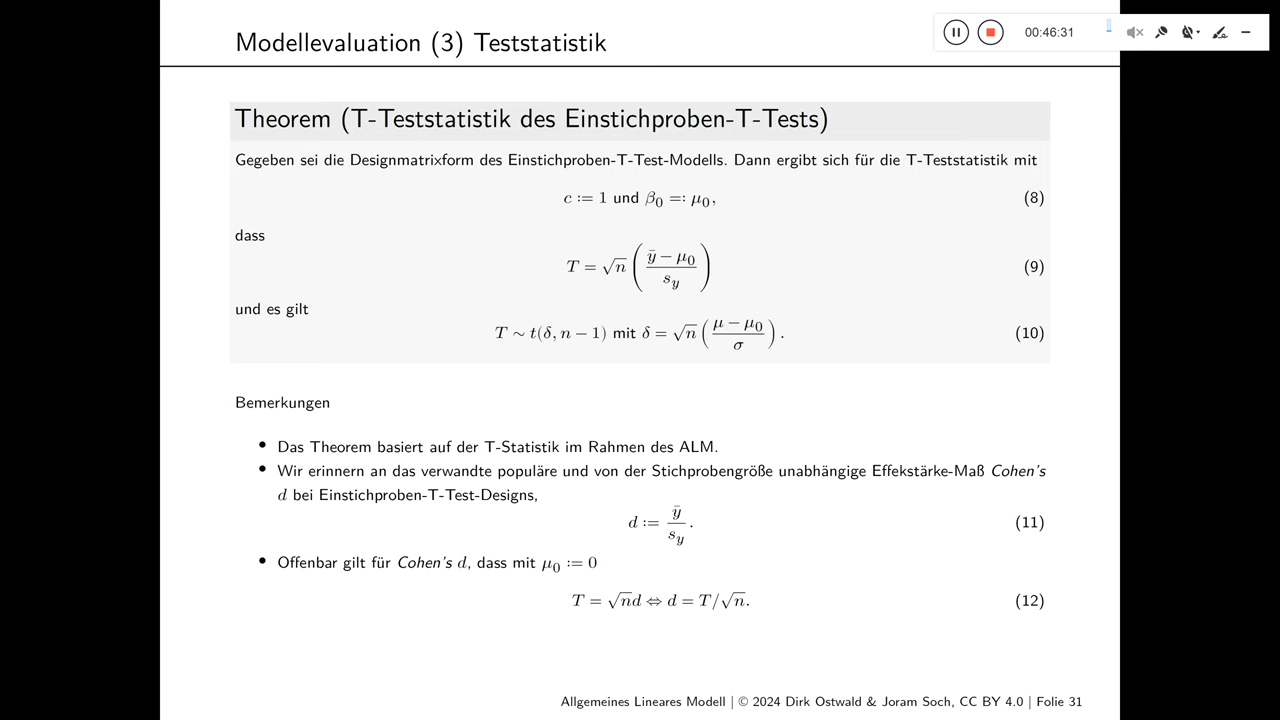 Modellevaluation (3) Teststatistik
00:46:31
Theorem (T-Teststatistik des Einstichproben-T-Tests)
Gegeben sei die Designmatrixform des Einstichproben-T-Test-Modells. Dann ergibt sich für die T-Teststatistik mit
c := 1 und β₀ =: μ₀, (8)
dass
T = √n ( (ȳ − μ₀) / s_y ) (9)
und es gilt
T ∼ t(δ, n − 1) mit δ = √n ( (μ − μ₀) / σ ) . (10)
Bemerkungen
• Das Theorem basiert auf der T-Statistik im Rahmen des ALM.
• Wir erinnern an das verwandte populäre und von der Stichprobengröße unabhängige Effekstärke-Maß Cohen's
d bei Einstichproben-T-Test-Designs,
d := ȳ / s_y . (11)
• Offenbar gilt für Cohen's d, dass mit μ₀ := 0
T = √nd ⇔ d = T/√n. (12)
Allgemeines Lineares Modell | © 2024 Dirk Ostwald & Joram Soch, CC BY 4.0 | Folie 31